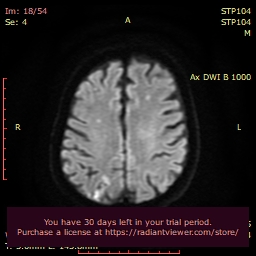 Im: 18/54
Se: 4
A
STP104
STP104
M
Ax DWI B 1000
R
L
You have 30 days left in your trial period.
Purchase a license at https://radiantviewer.com/store/